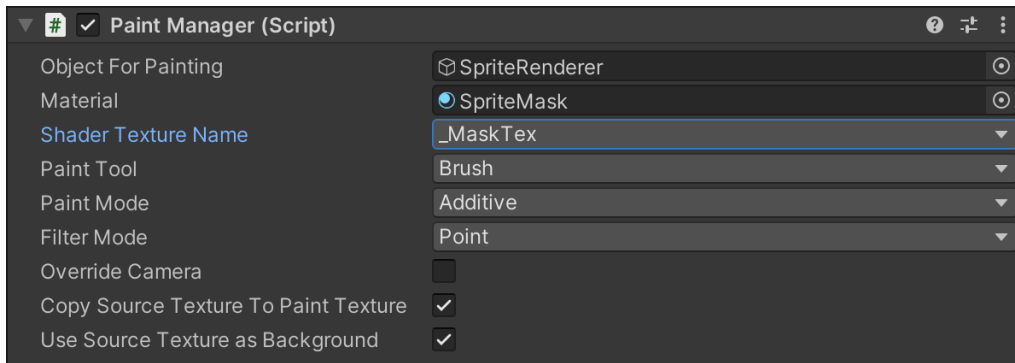 # Paint Manager (Script)
Object For Painting SpriteRenderer
Material SpriteMask
Shader Texture Name _MaskTex
Paint Tool Brush
Paint Mode Additive
Filter Mode Point
Override Camera
Copy Source Texture To Paint Texture
Use Source Texture as Background